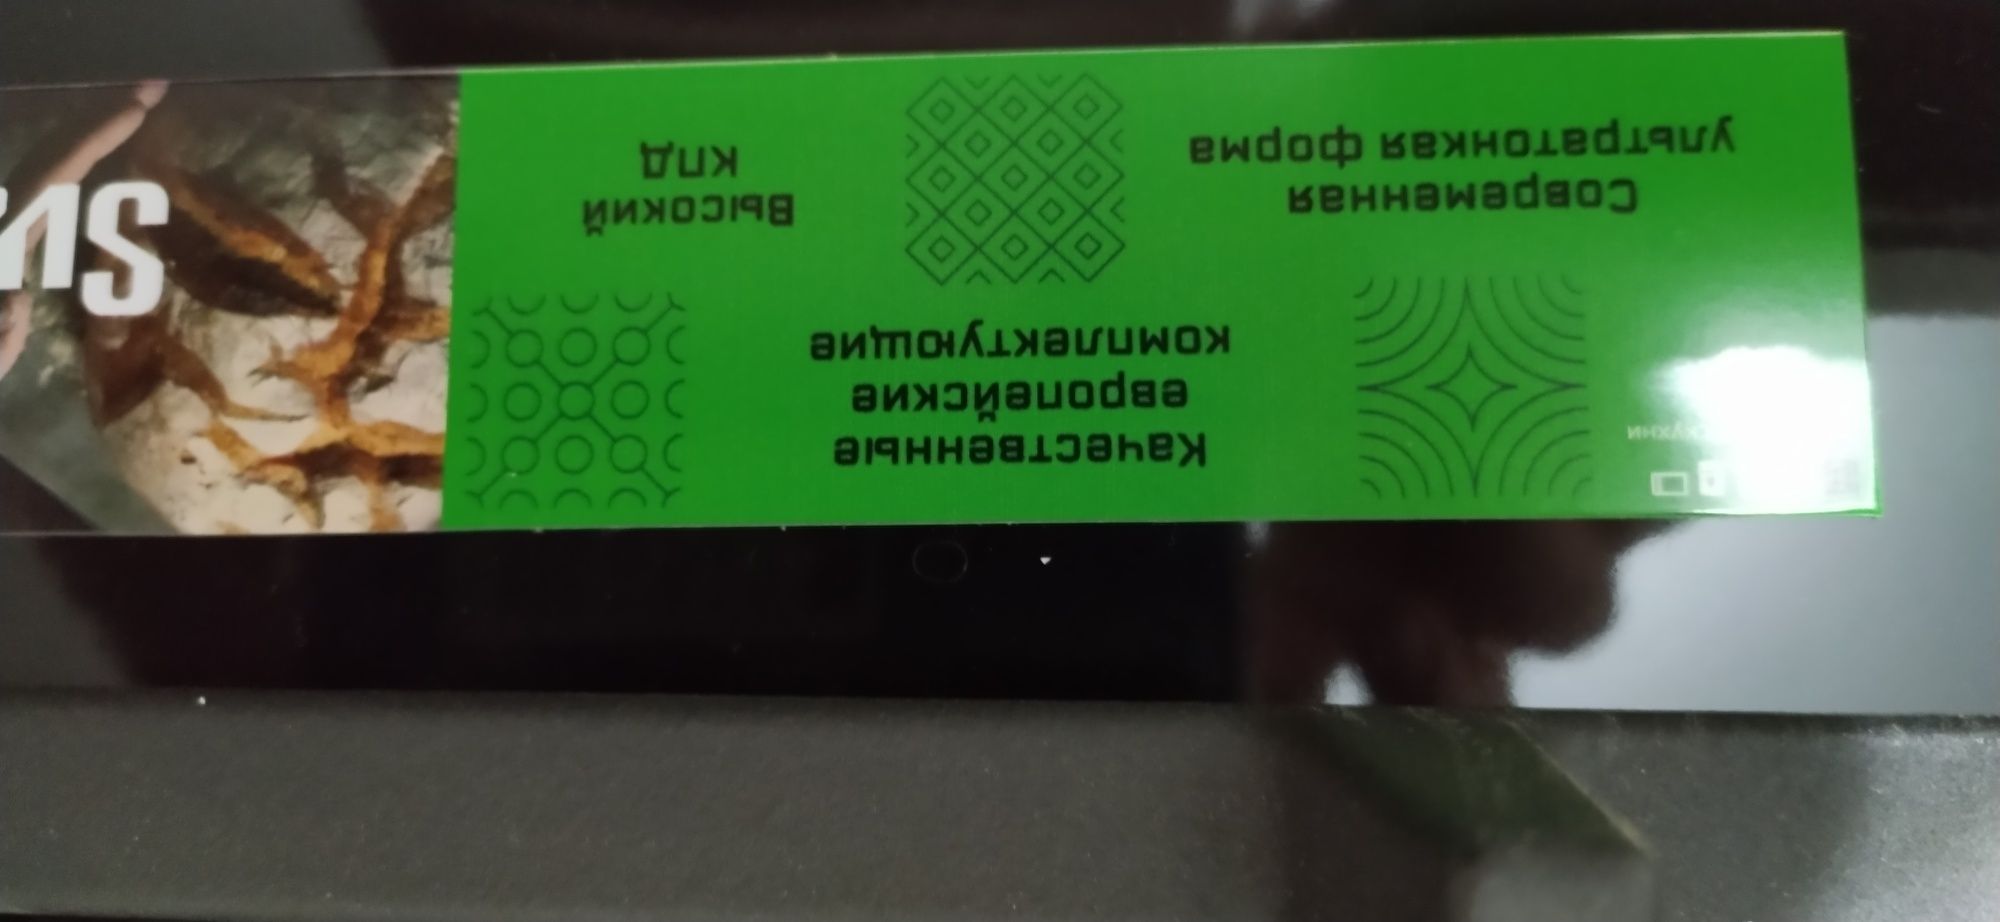 Качественные
европейские
комплектующие
Современная
ультратонкая форма
Высокий
КПД